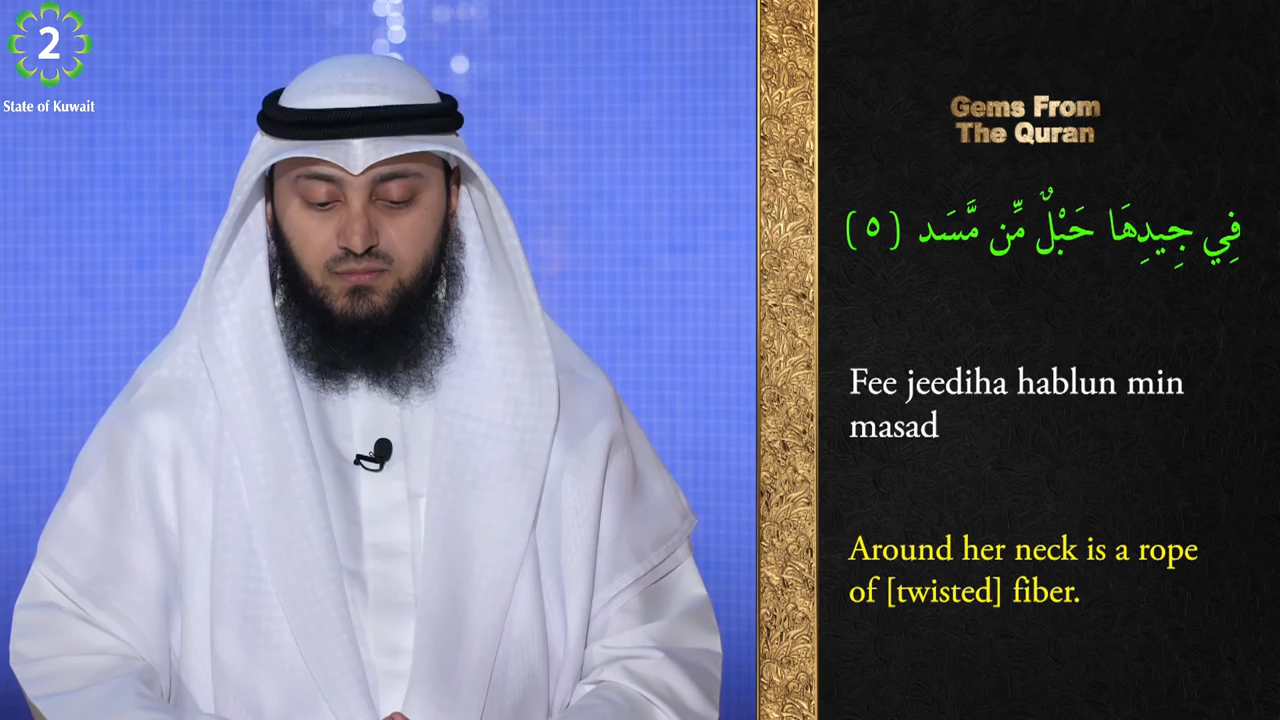 2
State of Kuwait
Gems From
The Quran
فِي جِيدِهَا حَبْلٌ مِّن مَّسَد (٥)
Fee jeediha hablun min
masad
Around her neck is a rope
of [twisted] fiber.